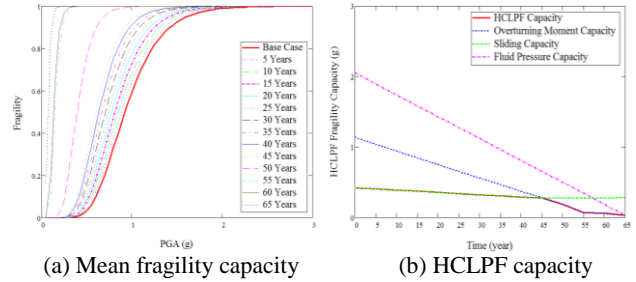 1
0.8
0.6
0.4
0.2
0
Fragility
0 1 2 3
PGA (g)
Base Case
5 Years
10 Years
15 Years
20 Years
25 Years
30 Years
35 Years
40 Years
45 Years
50 Years
55 Years
60 Years
65 Years
(a) Mean fragility capacity
3
2
1
0
HCLPF Fragility Capacity (g)
HCLPF Capacity
Overturning Moment Capacity
Sliding Capacity
Fluid Pressure Capacity
0 5 10 15 20 25 30 35 40 45 50 55 60 65
Time (year)
(b) HCLPF capacity